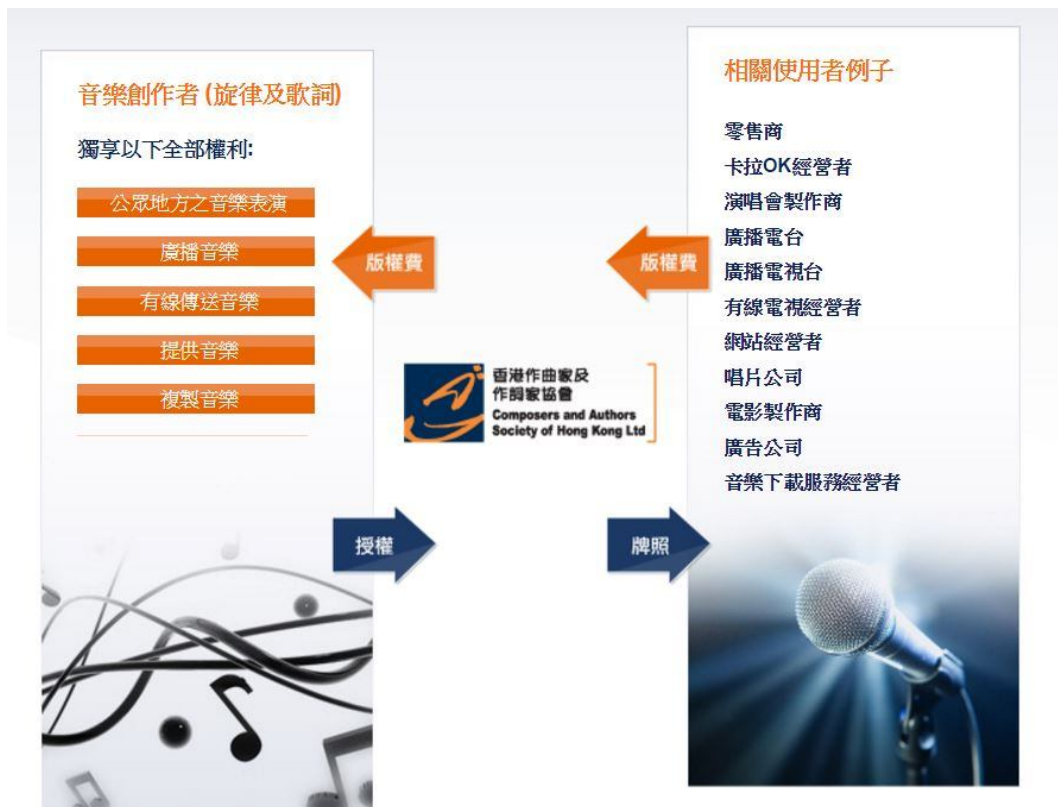 音樂創作者 (旋律及歌詞)
獨享以下全部權利:
公眾地方之音樂表演
廣播音樂
有線傳送音樂
提供音樂
複製音樂
版權費
授權
香港作曲家及
作詞家協會
Composers and Authors
Society of Hong Kong Ltd
版權費
牌照
相關使用者例子
零售商
卡拉OK經營者
演唱會製作商
廣播電台
廣播電視台
有線電視經營者
網站經營者
唱片公司
電影製作商
廣告公司
音樂下載服務經營者